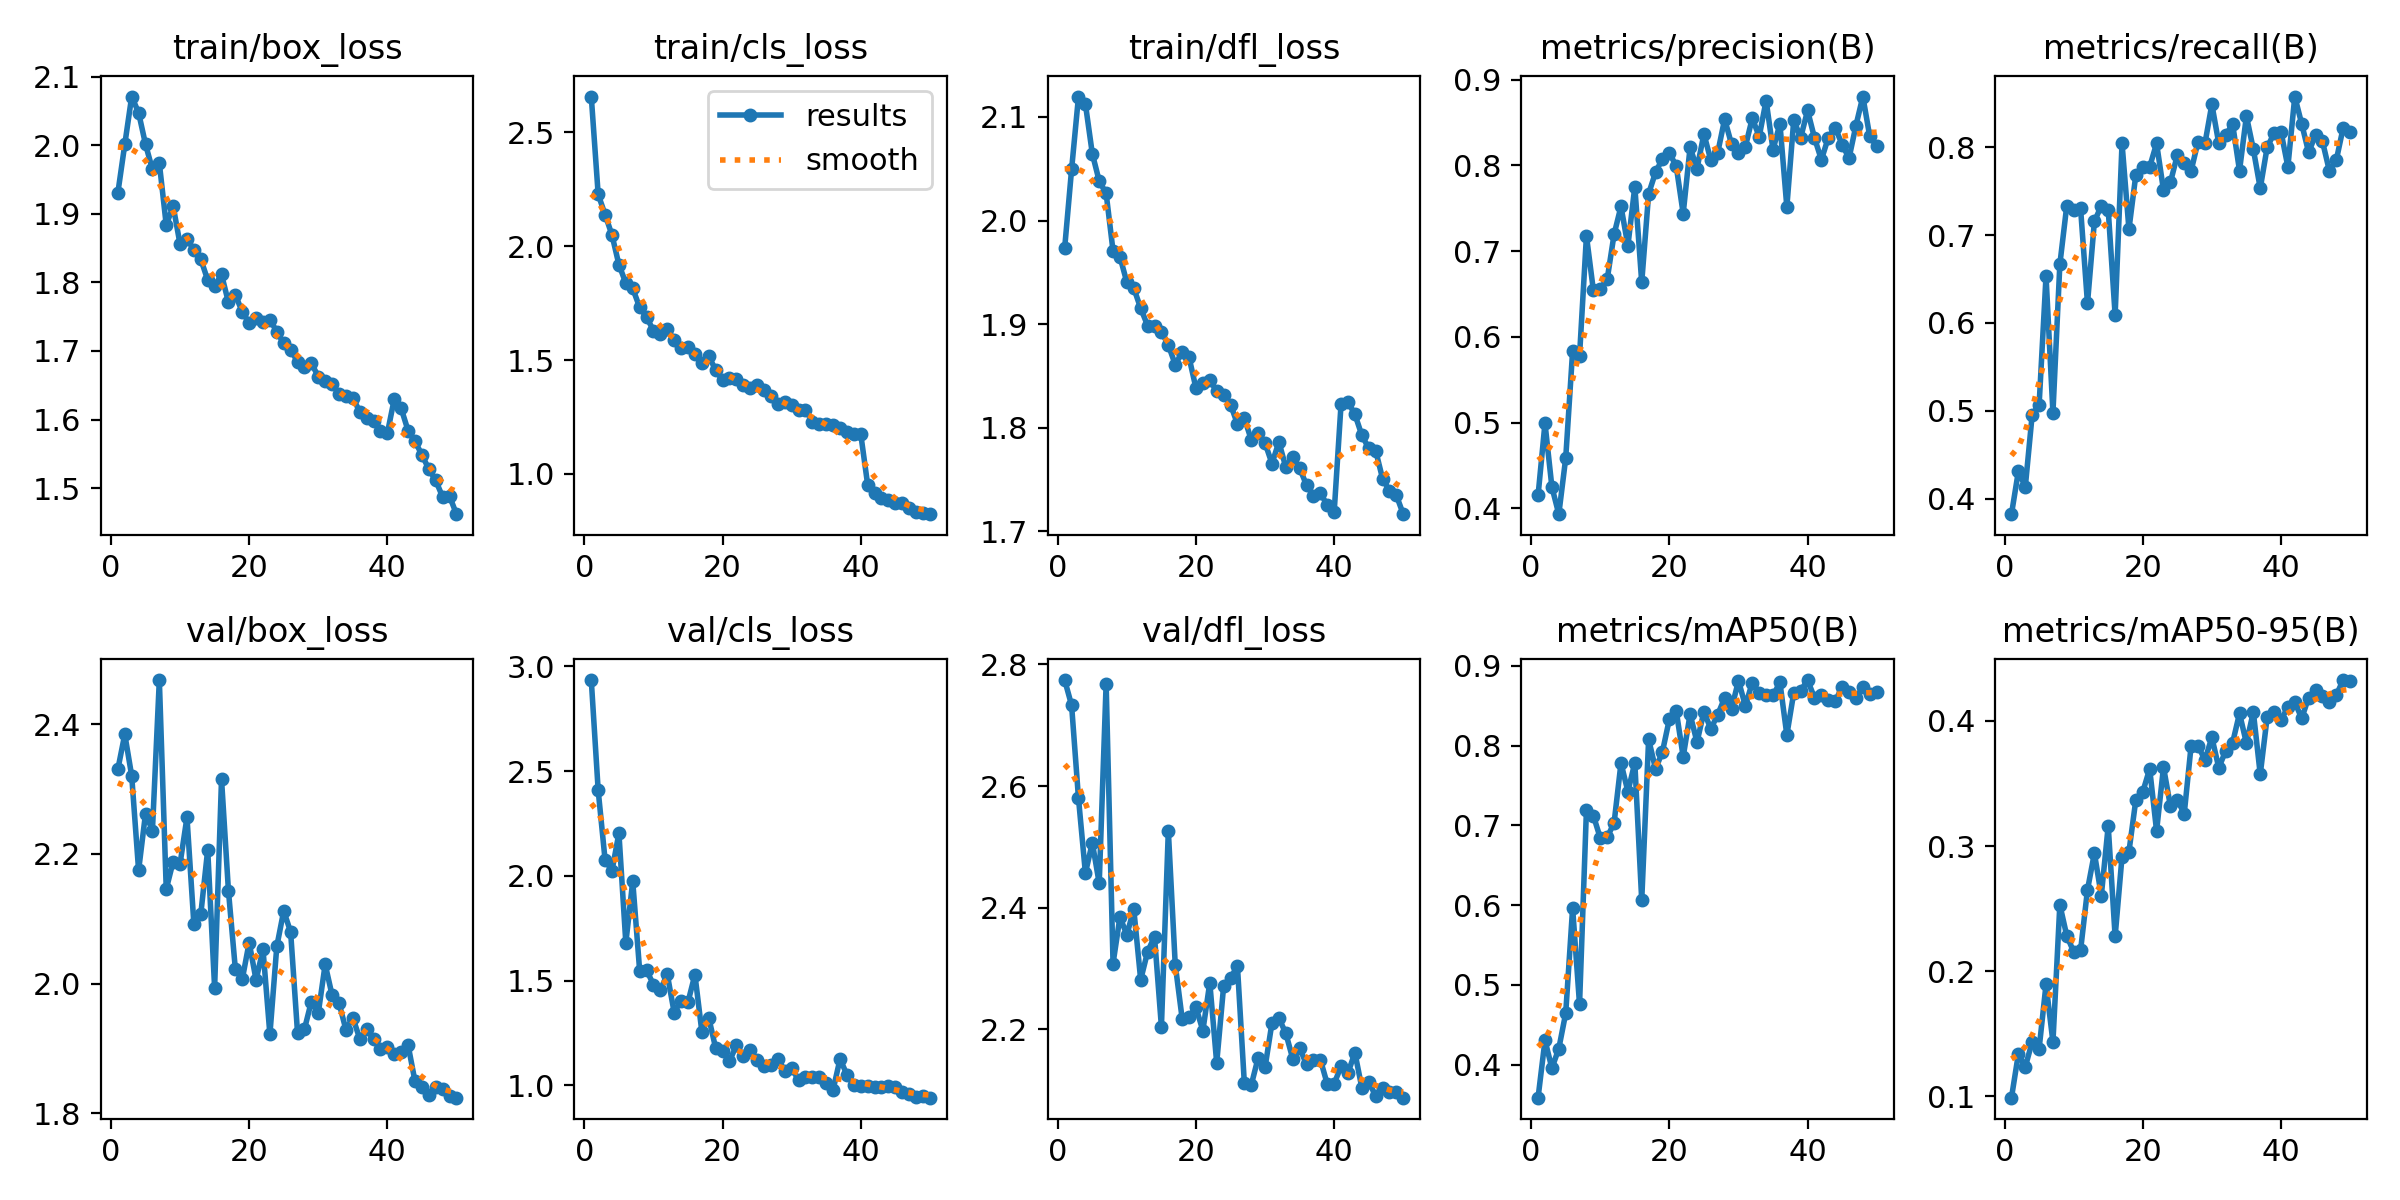 train/box_loss
2.1
2.0
1.9
1.8
1.7
1.6
1.5
0 20 40
train/cls_loss
results
smooth
2.5
2.0
1.5
1.0
0 20 40
train/dfl_loss
2.1
2.0
1.9
1.8
1.7
0 20 40
metrics/precision(B)
0.9
0.8
0.7
0.6
0.5
0.4
0 20 40
metrics/recall(B)
0.8
0.7
0.6
0.5
0.4
0 20 40
val/box_loss
2.4
2.2
2.0
1.8
0 20 40
val/cls_loss
3.0
2.5
2.0
1.5
1.0
0 20 40
val/dfl_loss
2.8
2.6
2.4
2.2
0 20 40
metrics/mAP50(B)
0.9
0.8
0.7
0.6
0.5
0.4
0 20 40
metrics/mAP50-95(B)
0.4
0.3
0.2
0.1
0 20 40